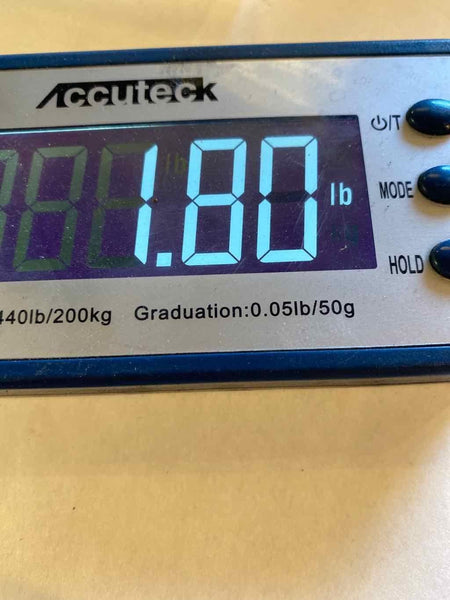 Accuteck
⏻/T
1.80 lb
MODE
HOLD
440lb/200kg Graduation:0.05lb/50g